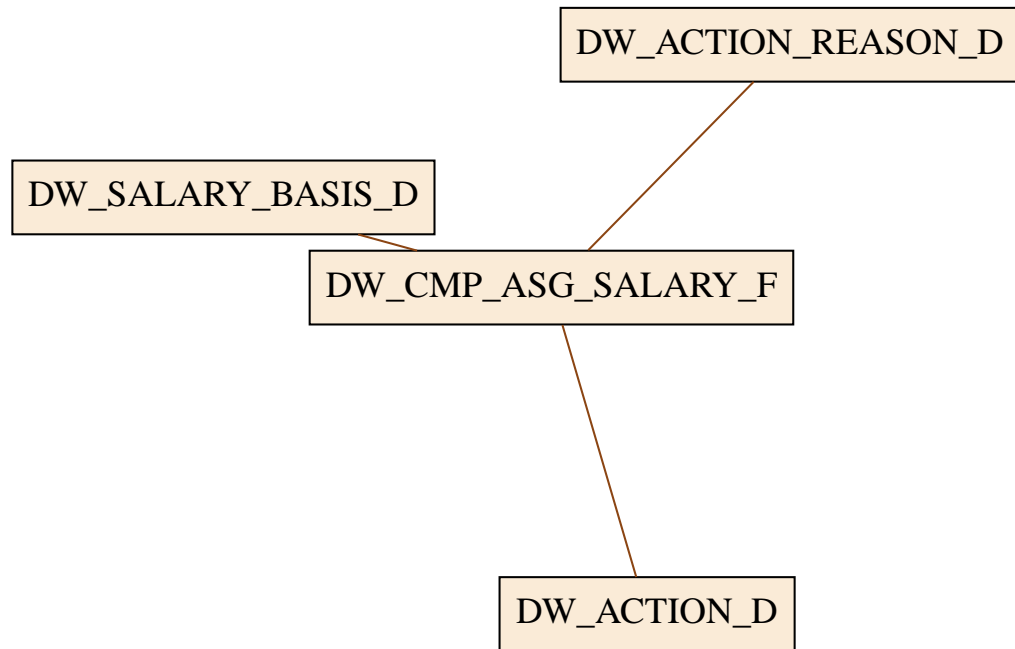 DW_ACTION_REASON_D
DW_SALARY_BASIS_D
DW_CMP_ASG_SALARY_F
DW_ACTION_D